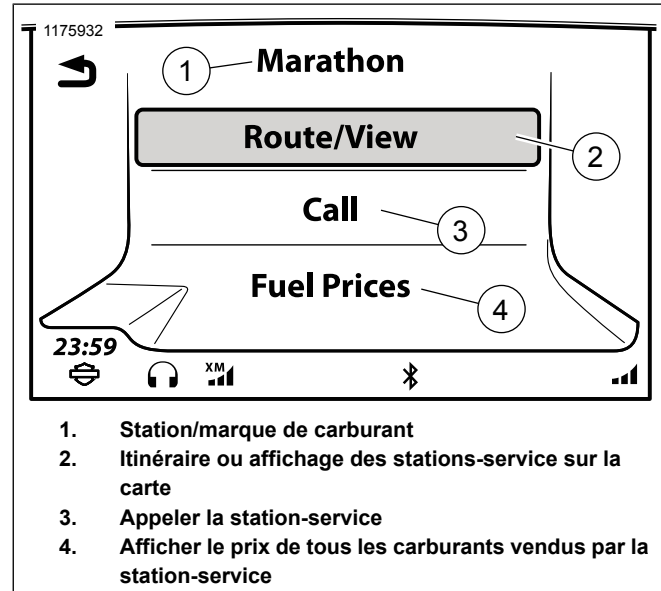 1175932
1 Marathon
Route/View 2
Call 3
Fuel Prices 4
23:59
XM
1. Station/marque de carburant
2. Itinéraire ou affichage des stations-service sur la
carte
3. Appeler la station-service
4. Afficher le prix de tous les carburants vendus par la
station-service